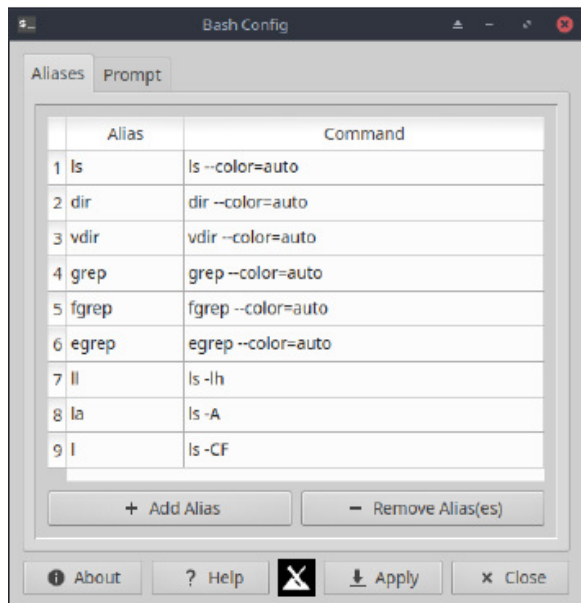 Bash Config
Aliases Prompt
Alias Command
1 ls ls --color=auto
2 dir dir --color=auto
3 vdir vdir --color=auto
4 grep grep --color=auto
5 fgrep fgrep --color=auto
6 egrep egrep --color=auto
7 ll ls -lh
8 la ls -A
9 l ls -CF
+ Add Alias − Remove Alias(es)
About ? Help Apply × Close